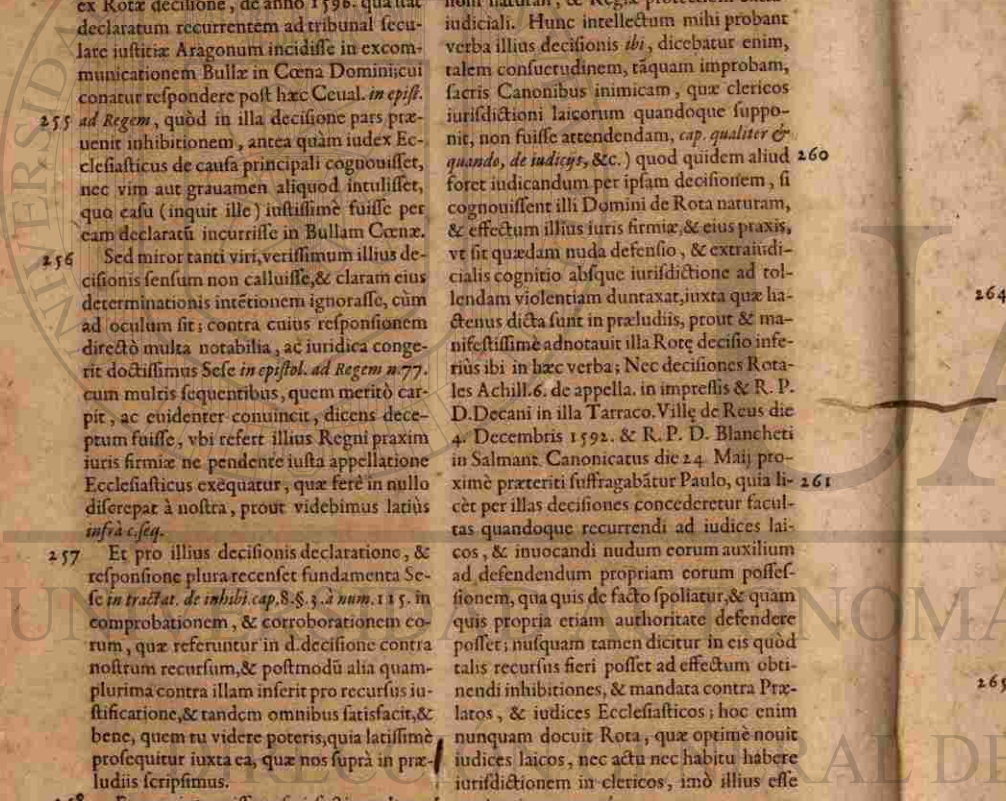 ex Rotæ decisione, de anno 1596. qua stat
declaratum recurrentem ad tribunal secu-
lare iustitiæ Aragonum incidisse in excom-
municationem Bullæ in Cœna Domini;cui
conatur respondere post hæc Ceual. in epist.
255 ad Regem, quòd in illa decisione pars præ-
uenit inhibitionem, antea quàm iudex Ec-
clesiasticus de causa principali cognouisset,
nec vim aut grauamen aliquod intulisset,
quo casu (inquit ille) iustissimè fuisse per
eam declaratũ incurrisse in Bullam Cœnæ.
256 Sed miror tanti viri,verissimum illius de-
cisionis sensum non calluisse,& claram eius
determinationis intẽtionem ignorasse, cùm
ad oculum sit; contra cuius responsionem
directò multa notabilia, ac iuridica conge-
rit doctissimus Sese in epistol. ad Regem n.77.
cum multis sequentibus, quem meritò car-
pit, ac euidenter conuincit, dicens dece-
ptum fuisse, vbi refert illius Regni praxim
iuris firmiæ ne pendente iusta appellatione
Ecclesiasticus exequatur, quæ ferè in nullo
discrepat à nostra, prout videbimus latiùs
infrà c.seq.
257 Et pro illius decisionis declaratione, &
responsione plura recenset fundamenta Se-
se in tractat. de inhibi.cap.8.§.3.à num.115. in
comprobationem, & corroborationem eo-
rum, quæ referuntur in d.decisione contra
nostrum recursum,& postmodũ alia quam-
plurima contra illam inserit pro recursus iu-
stificatione,& tandem omnibus satisfacit,&
bene, quem tu videre poteris,quia latissimè
prosequitur iuxta ea, quæ nos suprà in præ-
ludiis scripsimus.
258
iudiciali. Hunc intellectum mihi probant
verba illius decisionis ibi, dicebatur enim,
talem consuetudinem, tãquam improbam,
sacris Canonibus inimicam, quæ clericos
iurisdictioni laicorum quandoque suppo-
nit, non fuisse attendendam, cap. qualiter &
quando, de iudicijs, &c.) quod quidem aliud 260
foret iudicandum per ipsam decisionem, si
cognouissent illi Domini de Rota naturam,
& effectum illius iuris firmiæ,& eius praxis,
vt sit quædam nuda defensio, & extraiudi-
cialis cognitio absque iurisdictione ad tol-
lendam violentiam duntaxat,iuxta quæ ha-
ctenus dicta sunt in præludiis, prout & ma-
nifestissimè adnotauit illa Rotę decisio infe-
riùs ibi in hæc verba; Nec decisiones Rota-
les Achill.6. de appella. in impressis & R. P.
D.Decani in illa Tarraco.Villę de Reus die
4. Decembris 1592. & R. P. D. Blancheti
in Salmant. Canonicatus die 24 Maij pro-
ximè præteriti suffragabãtur Paulo, quia li- 261
cèt per illas decisiones concederetur facul-
tas quandoque recurrendi ad iudices lai-
cos, & inuocandi nudum eorum auxilium
ad defendendum propriam eorum posses-
sionem, qua quis de facto spoliatur,& quam
quis propria etiam authoritate defendere
posset; nusquam tamen dicitur in eis quòd
talis recursus fieri posset ad effectum obti-
nendi inhibitiones, & mandata contra Præ-
latos, & iudices Ecclesiasticos; hoc enim
nunquam docuit Rota, quæ optimè nouit
iudices laicos, nec actu nec habitu habere
iurisdictionem in clericos, imò illius esse
264
265